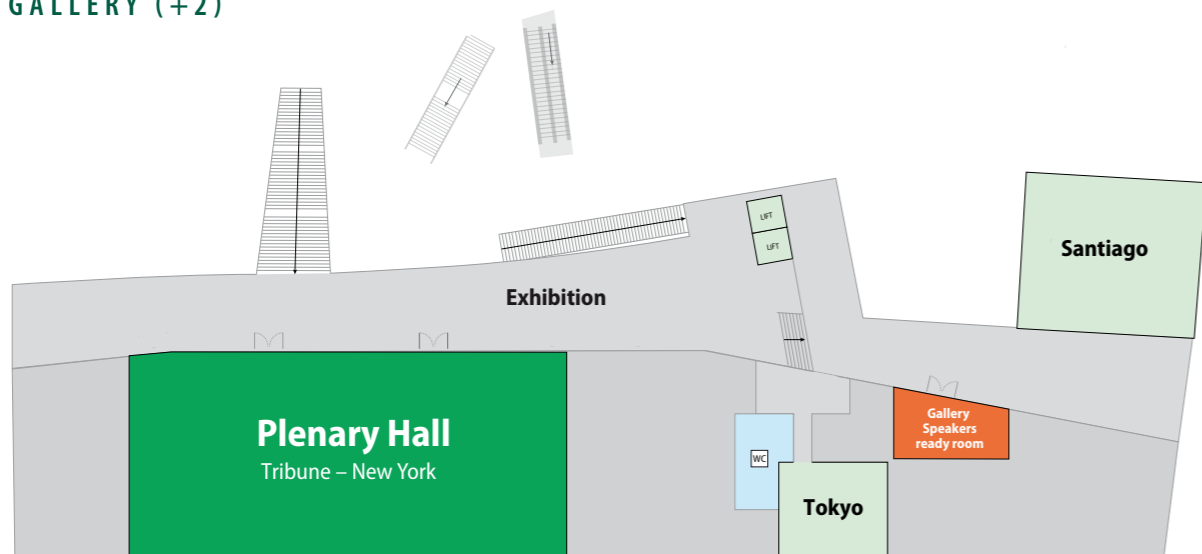 GALLERY (+2)
LIFT
LIFT
Santiago
Exhibition
Plenary Hall
Tribune – New York
Gallery
Speakers
ready room
WC
Tokyo